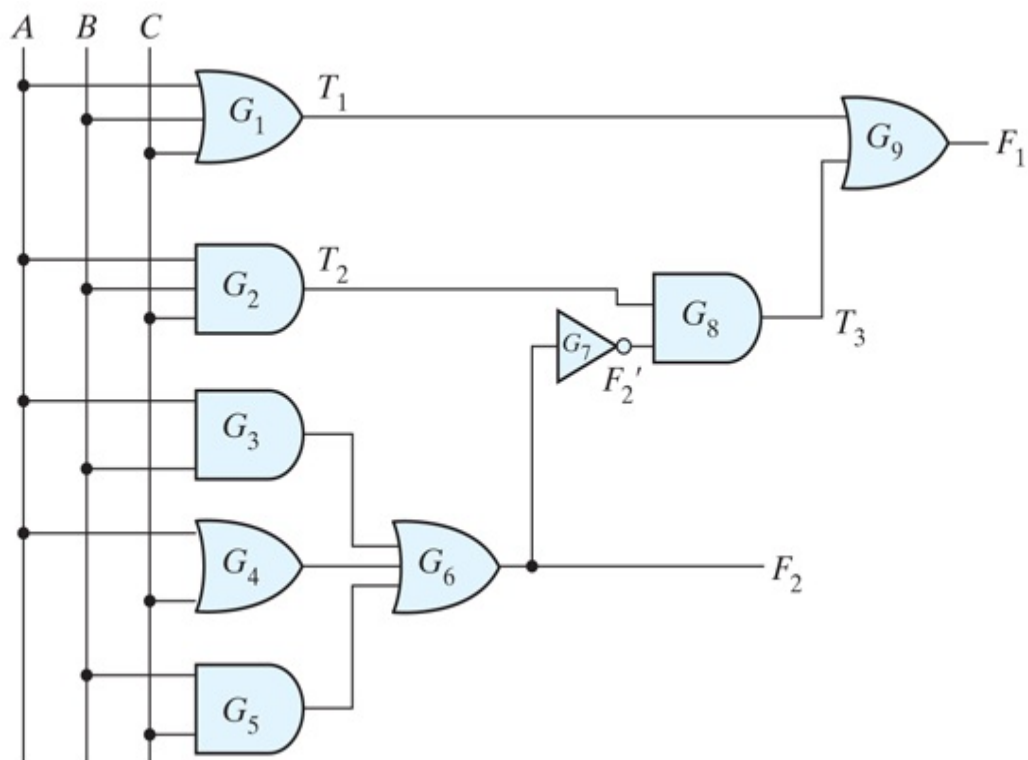 A B C
G₁ T₁
G₉ F₁
G₂ T₂
G₈ T₃
G₇
F₂′
G₃
G₄ G₆ F₂
G₅